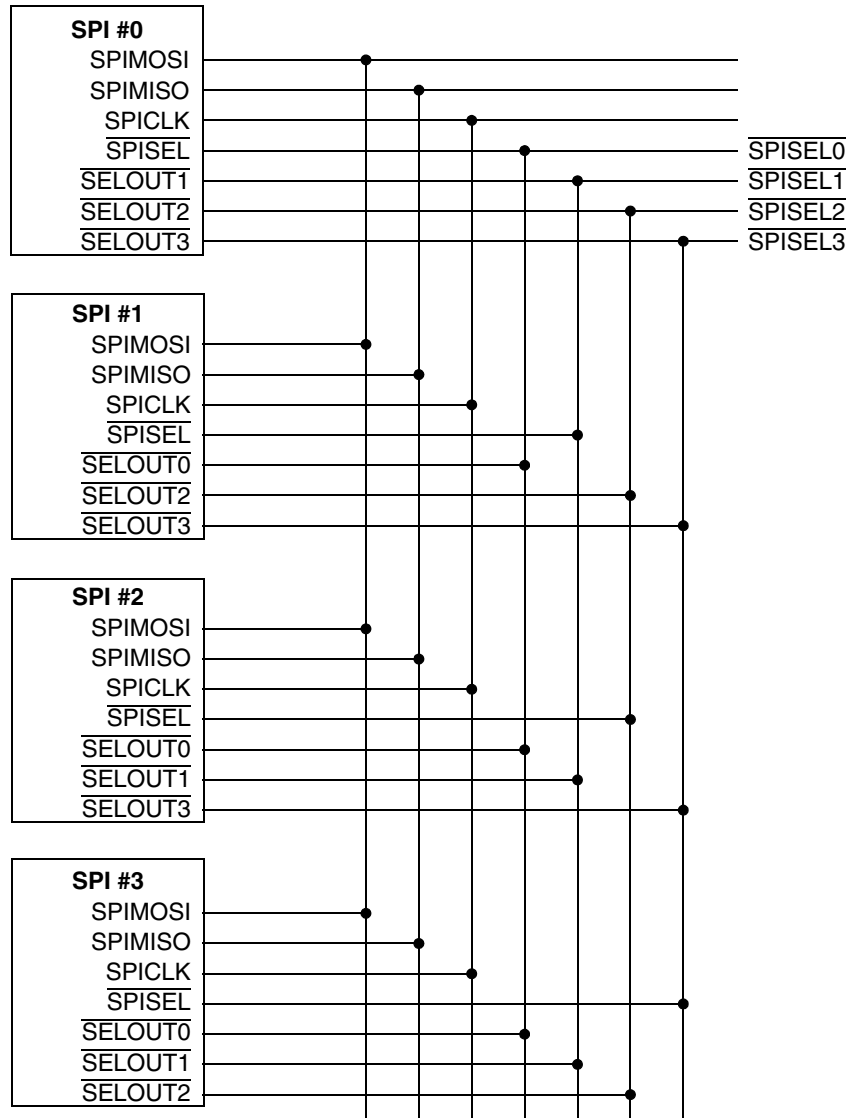 SPI #0
SPIMOSI
SPIMISO
SPICLK
SPISEL SPISEL0
SELOUT1 SPISEL1
SELOUT2 SPISEL2
SELOUT3 SPISEL3
SPI #1
SPIMOSI
SPIMISO
SPICLK
SPISEL
SELOUT0
SELOUT2
SELOUT3
SPI #2
SPIMOSI
SPIMISO
SPICLK
SPISEL
SELOUT0
SELOUT1
SELOUT3
SPI #3
SPIMOSI
SPIMISO
SPICLK
SPISEL
SELOUT0
SELOUT1
SELOUT2